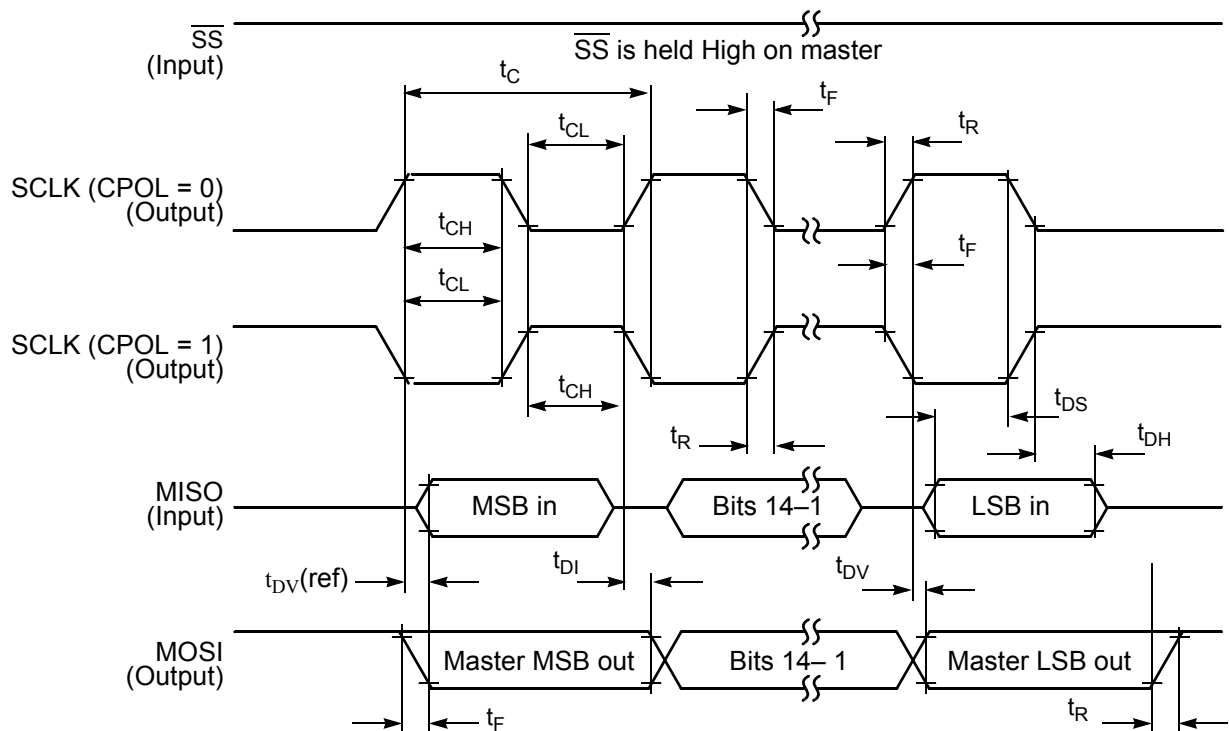 SS
(Input)
SS is held High on master
tC
tF
tCL
tR
SCLK (CPOL = 0)
(Output)
tCH
tF
tCL
SCLK (CPOL = 1)
(Output)
tCH
tDS
tR
tDH
MISO
(Input)
MSB in
Bits 14–1
LSB in
tDI
tDV
tDV(ref)
MOSI
(Output)
Master MSB out
Bits 14– 1
Master LSB out
tF
tR